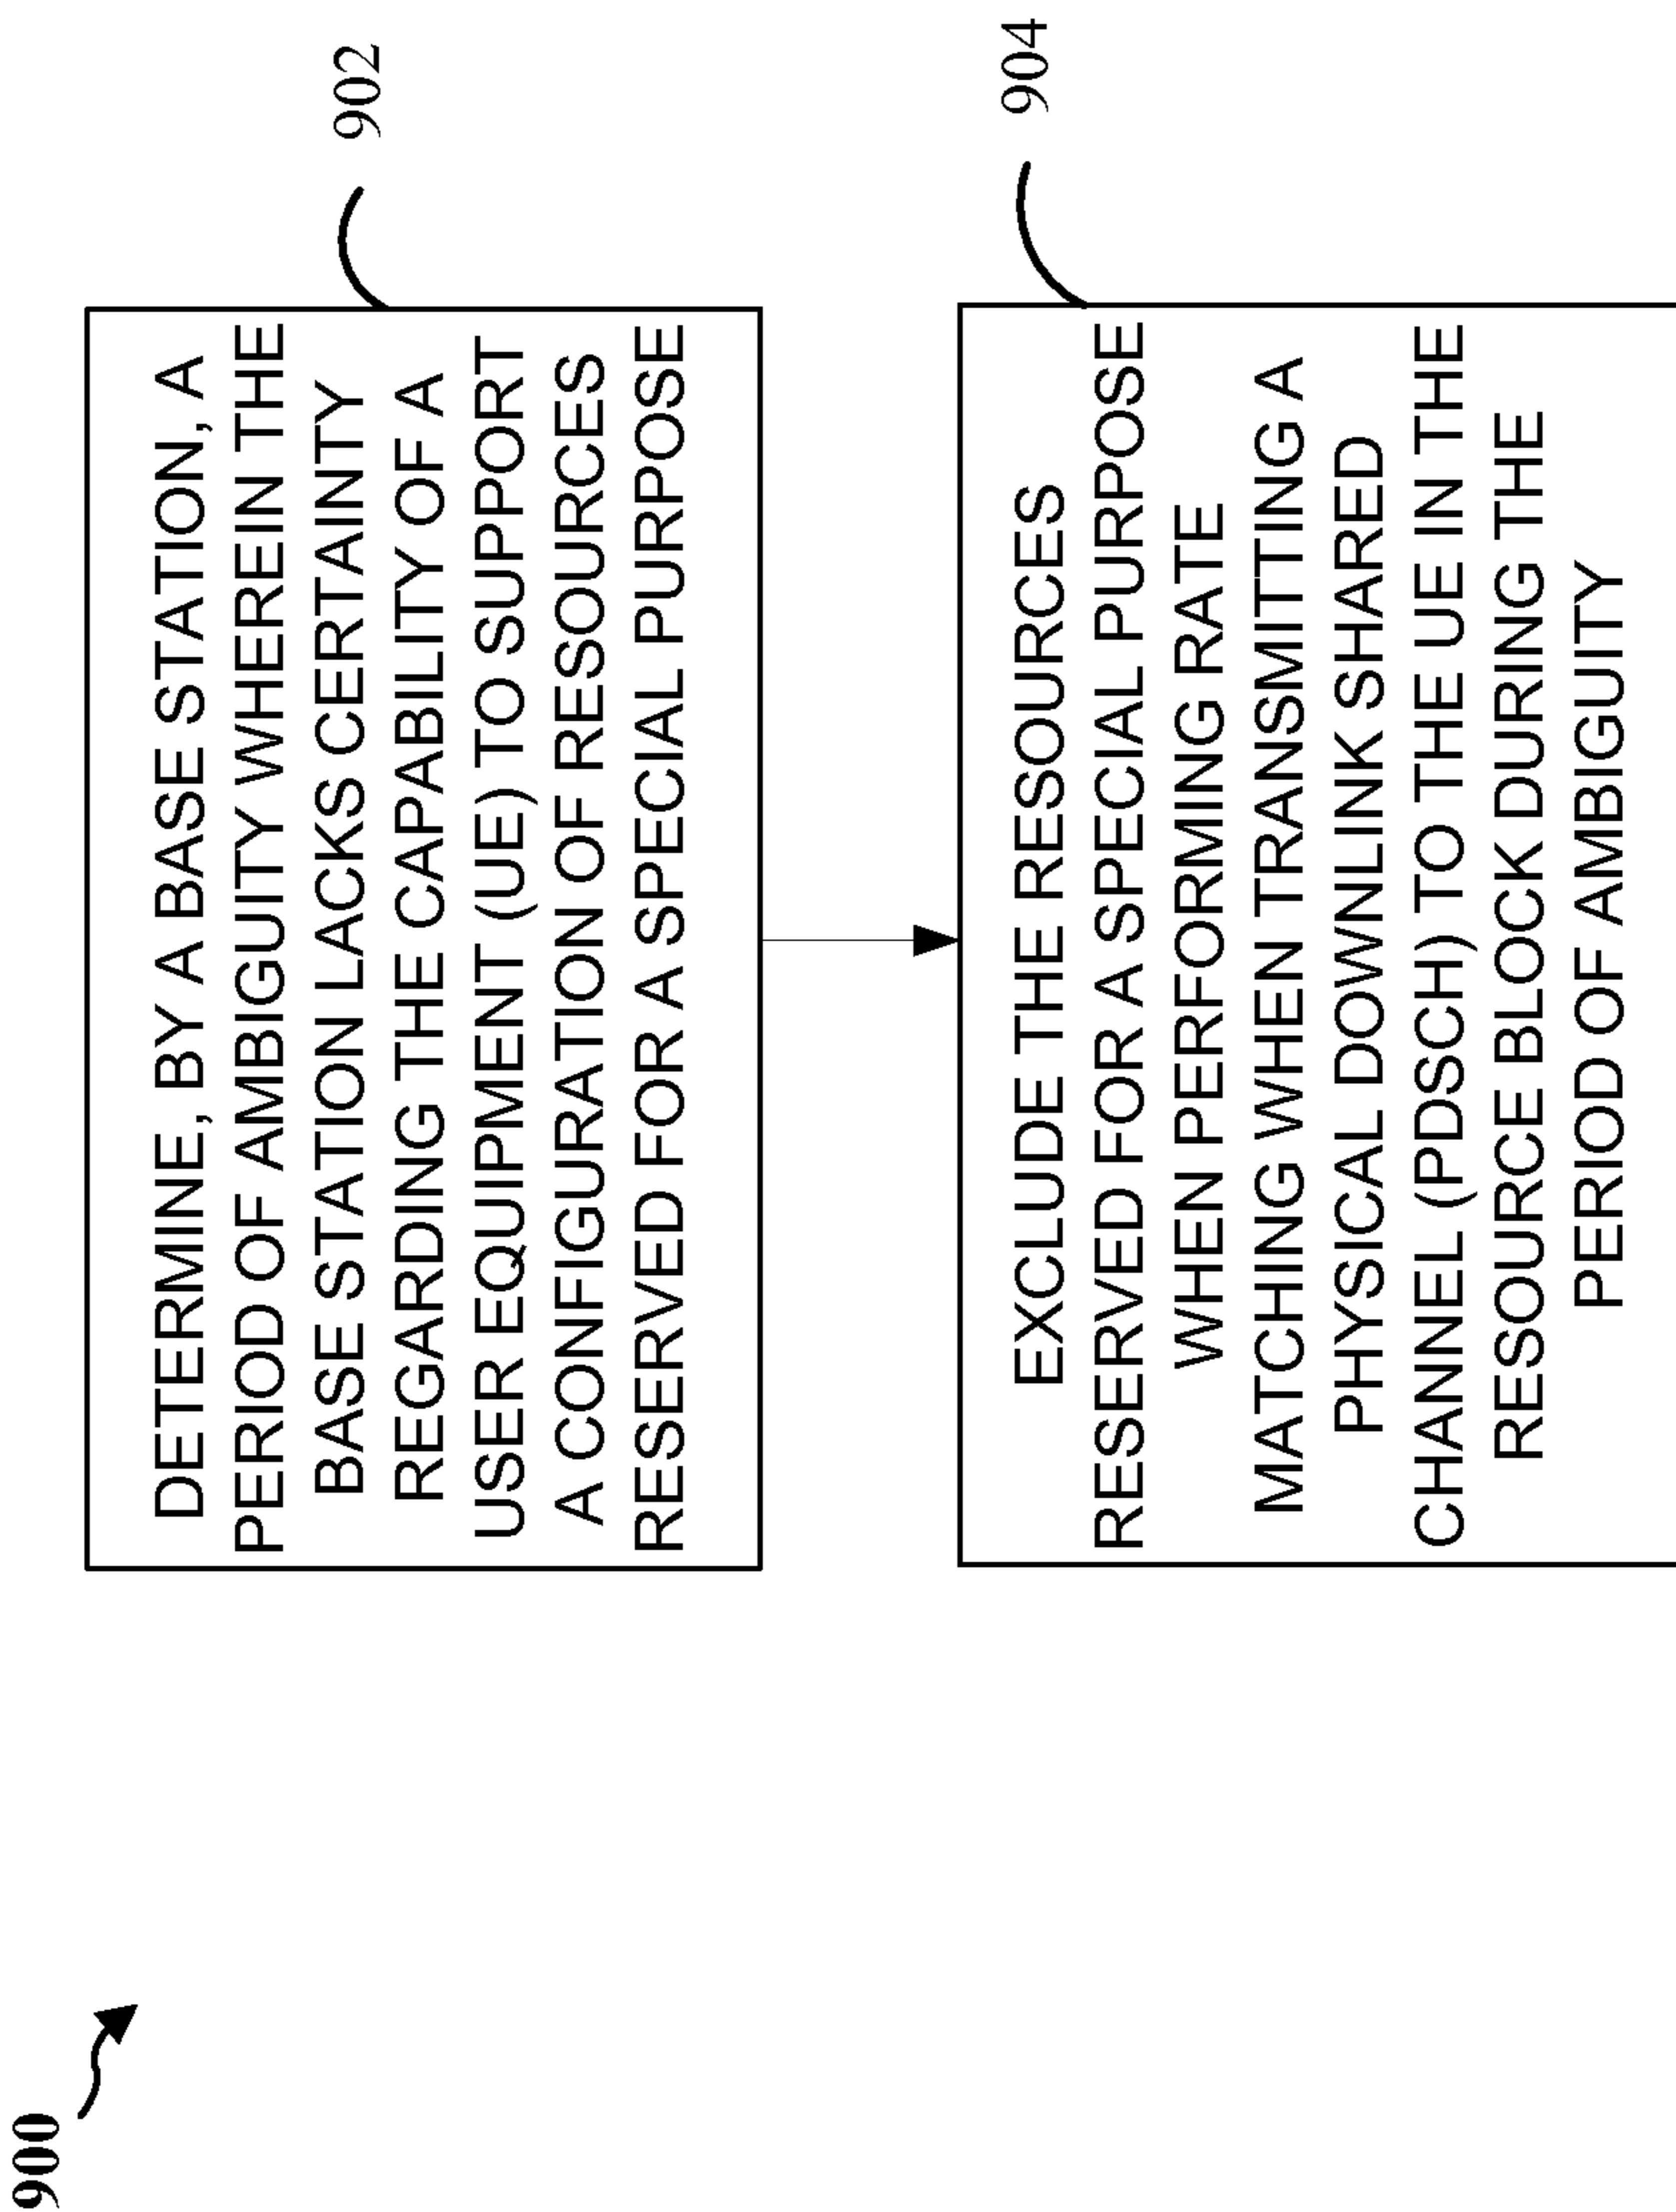 900
DETERMINE, BY A BASE STATION, A
PERIOD OF AMBIGUITY WHEREIN THE
BASE STATION LACKS CERTAINTY
REGARDING THE CAPABILITY OF A
USER EQUIPMENT (UE) TO SUPPORT
A CONFIGURATION OF RESOURCES
RESERVED FOR A SPECIAL PURPOSE
902
EXCLUDE THE RESOURCES
RESERVED FOR A SPECIAL PURPOSE
WHEN PERFORMING RATE
MATCHING WHEN TRANSMITTING A
PHYSICAL DOWNLINK SHARED
CHANNEL (PDSCH) TO THE UE IN THE
RESOURCE BLOCK DURING THE
PERIOD OF AMBIGUITY
904